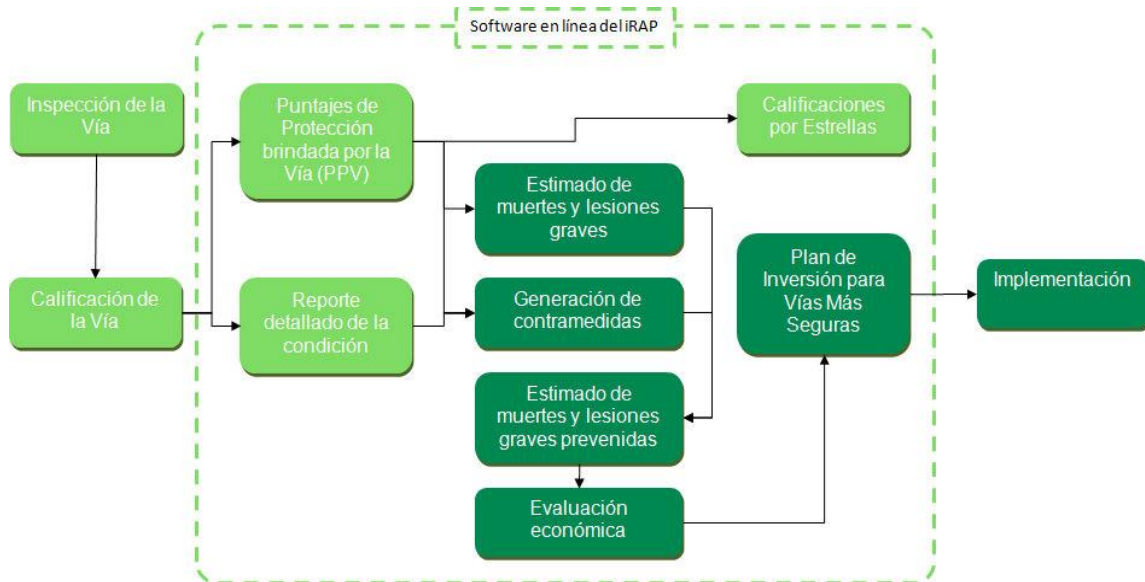 Software en línea del iRAP
Inspección de la
Vía
Puntajes de
Protección
brindada por la
Vía (PPV)
Calificaciones
por Estrellas
Estimado de
muertes y lesiones
graves
Calificación de
la Vía
Reporte
detallado de la
condición
Generación de
contramedidas
Plan de
Inversión para
Vías Más
Seguras
Implementación
Estimado de
muertes y lesiones
graves prevenidas
Evaluación
económica